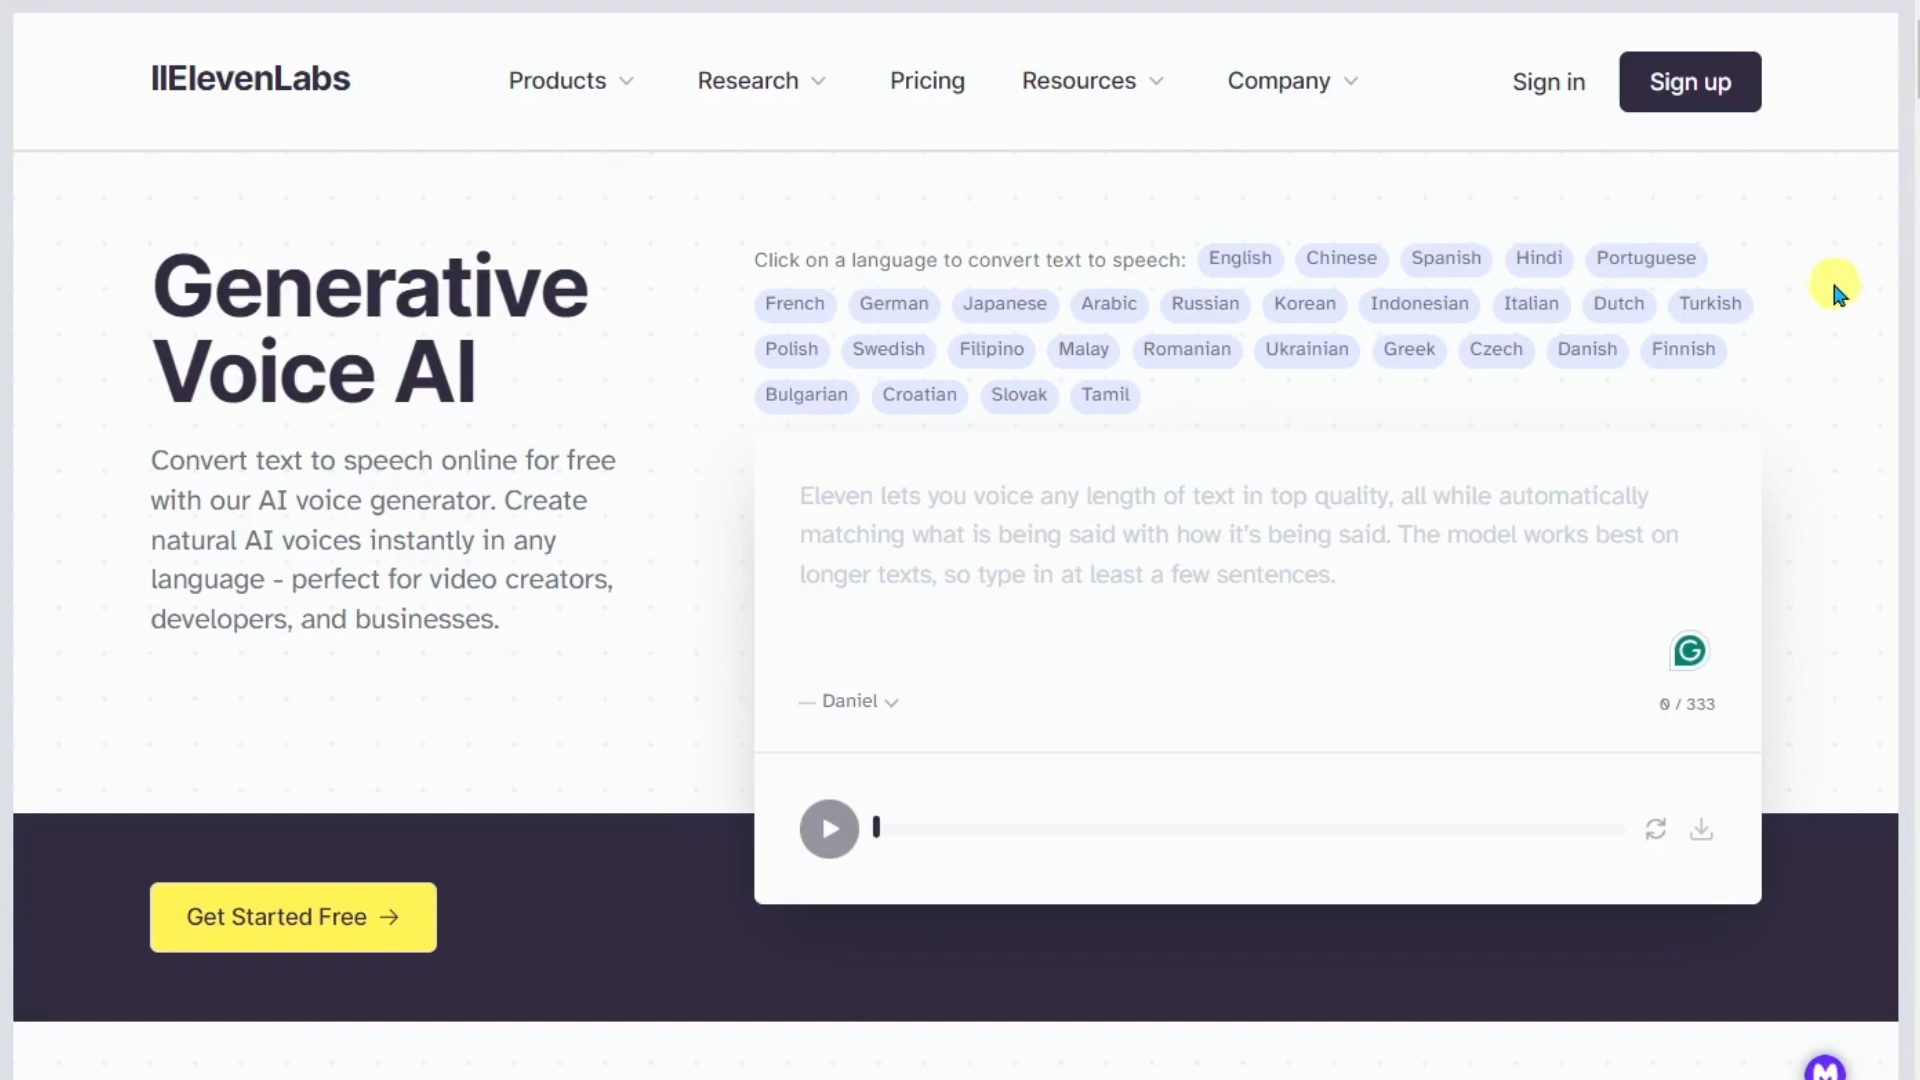 IIElevenLabs
Products
Research
Pricing
Resources
Company
Sign in
Sign up
Generative
Voice AI
Convert text to speech online for free
with our AI voice generator. Create
natural AI voices instantly in any
language - perfect for video creators,
developers, and businesses.
Get Started Free →
Click on a language to convert text to speech: English Chinese Spanish Hindi Portuguese
French German Japanese Arabic Russian Korean Indonesian Italian Dutch Turkish
Polish Swedish Filipino Malay Romanian Ukrainian Greek Czech Danish Finnish
Bulgarian Croatian Slovak Tamil
Eleven lets you voice any length of text in top quality, all while automatically
matching what is being said with how it’s being said. The model works best on
longer texts, so type in at least a few sentences.
G
— Daniel
0 / 333
M